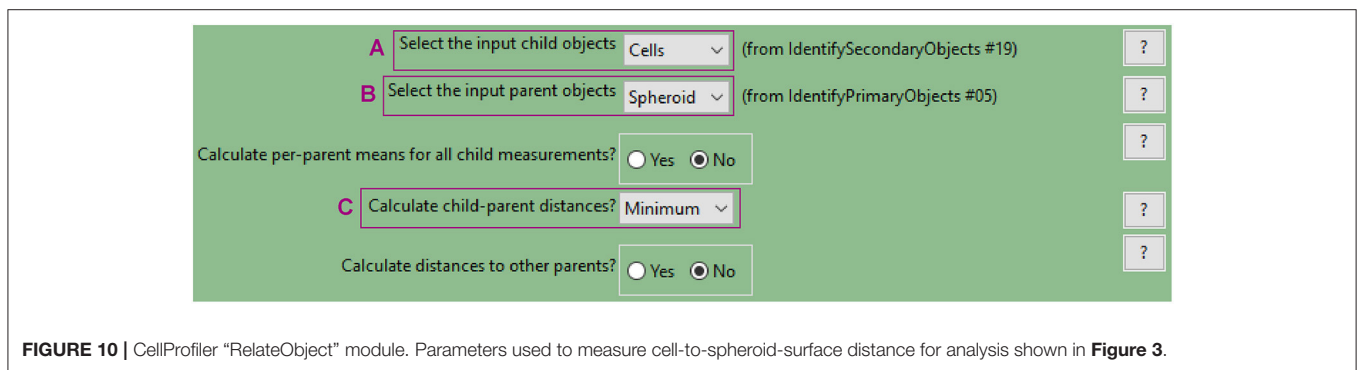 A Select the input child objects Cells (from IdentifySecondaryObjects #19) ?
B Select the input parent objects Spheroid (from IdentifyPrimaryObjects #05) ?
Calculate per-parent means for all child measurements? Yes No ?
C Calculate child-parent distances? Minimum ?
Calculate distances to other parents? Yes No ?
FIGURE 10 | CellProfiler “RelateObject” module. Parameters used to measure cell-to-spheroid-surface distance for analysis shown in Figure 3.